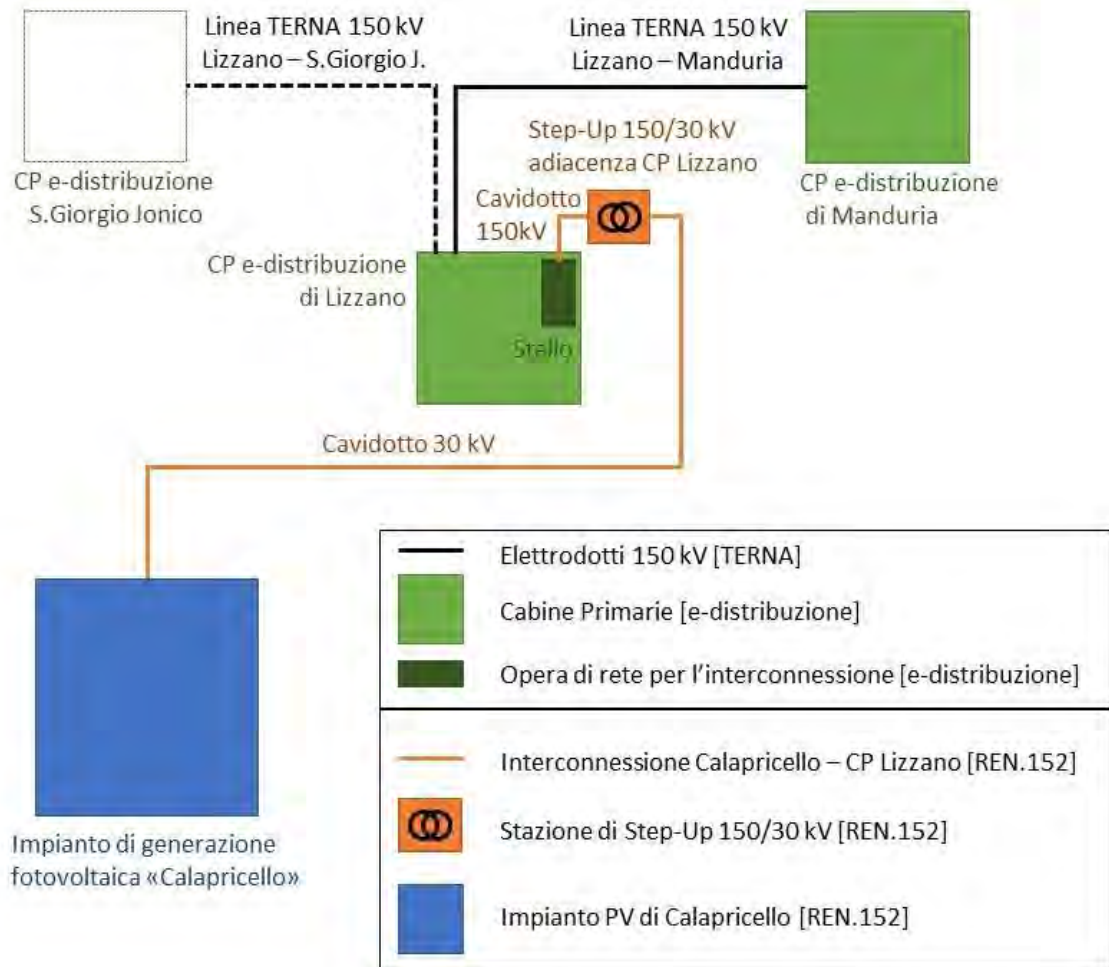 Linea TERNA 150 kV
Lizzano – S.Giorgio J.
Linea TERNA 150 kV
Lizzano – Manduria
CP e-distribuzione
S.Giorgio Jonico
Step-Up 150/30 kV
adiacenza CP Lizzano
CP e-distribuzione
di Manduria
Cavidotto
150kV
CP e-distribuzione
di Lizzano
Stallo
Cavidotto 30 kV
Impianto di generazione
fotovoltaica «Calapricello»
Elettrodotti 150 kV [TERNA]
Cabine Primarie [e-distribuzione]
Opera di rete per l'interconnessione [e-distribuzione]
Interconnessione Calapricello – CP Lizzano [REN.152]
Stazione di Step-Up 150/30 kV [REN.152]
Impianto PV di Calapricello [REN.152]